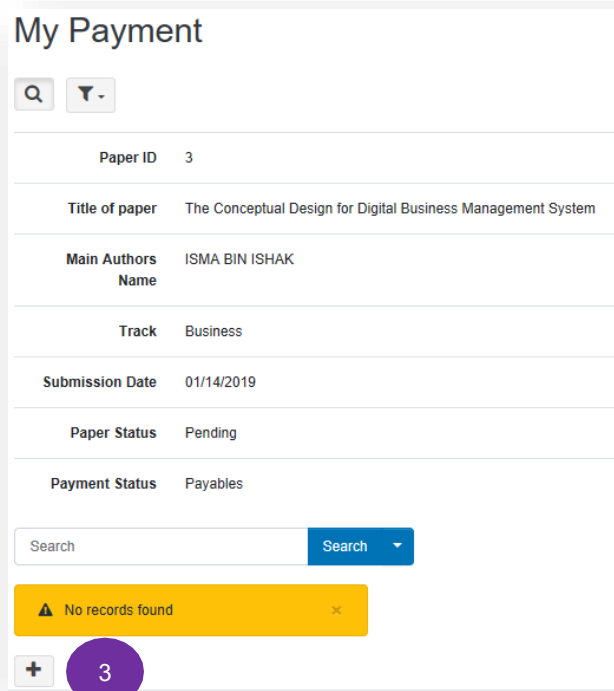 My Payment
Paper ID 3
Title of paper The Conceptual Design for Digital Business Management System
Main Authors Name ISMA BIN ISHAK
Track Business
Submission Date 01/14/2019
Paper Status Pending
Payment Status Payables
Search Search
No records found ×
+ 3